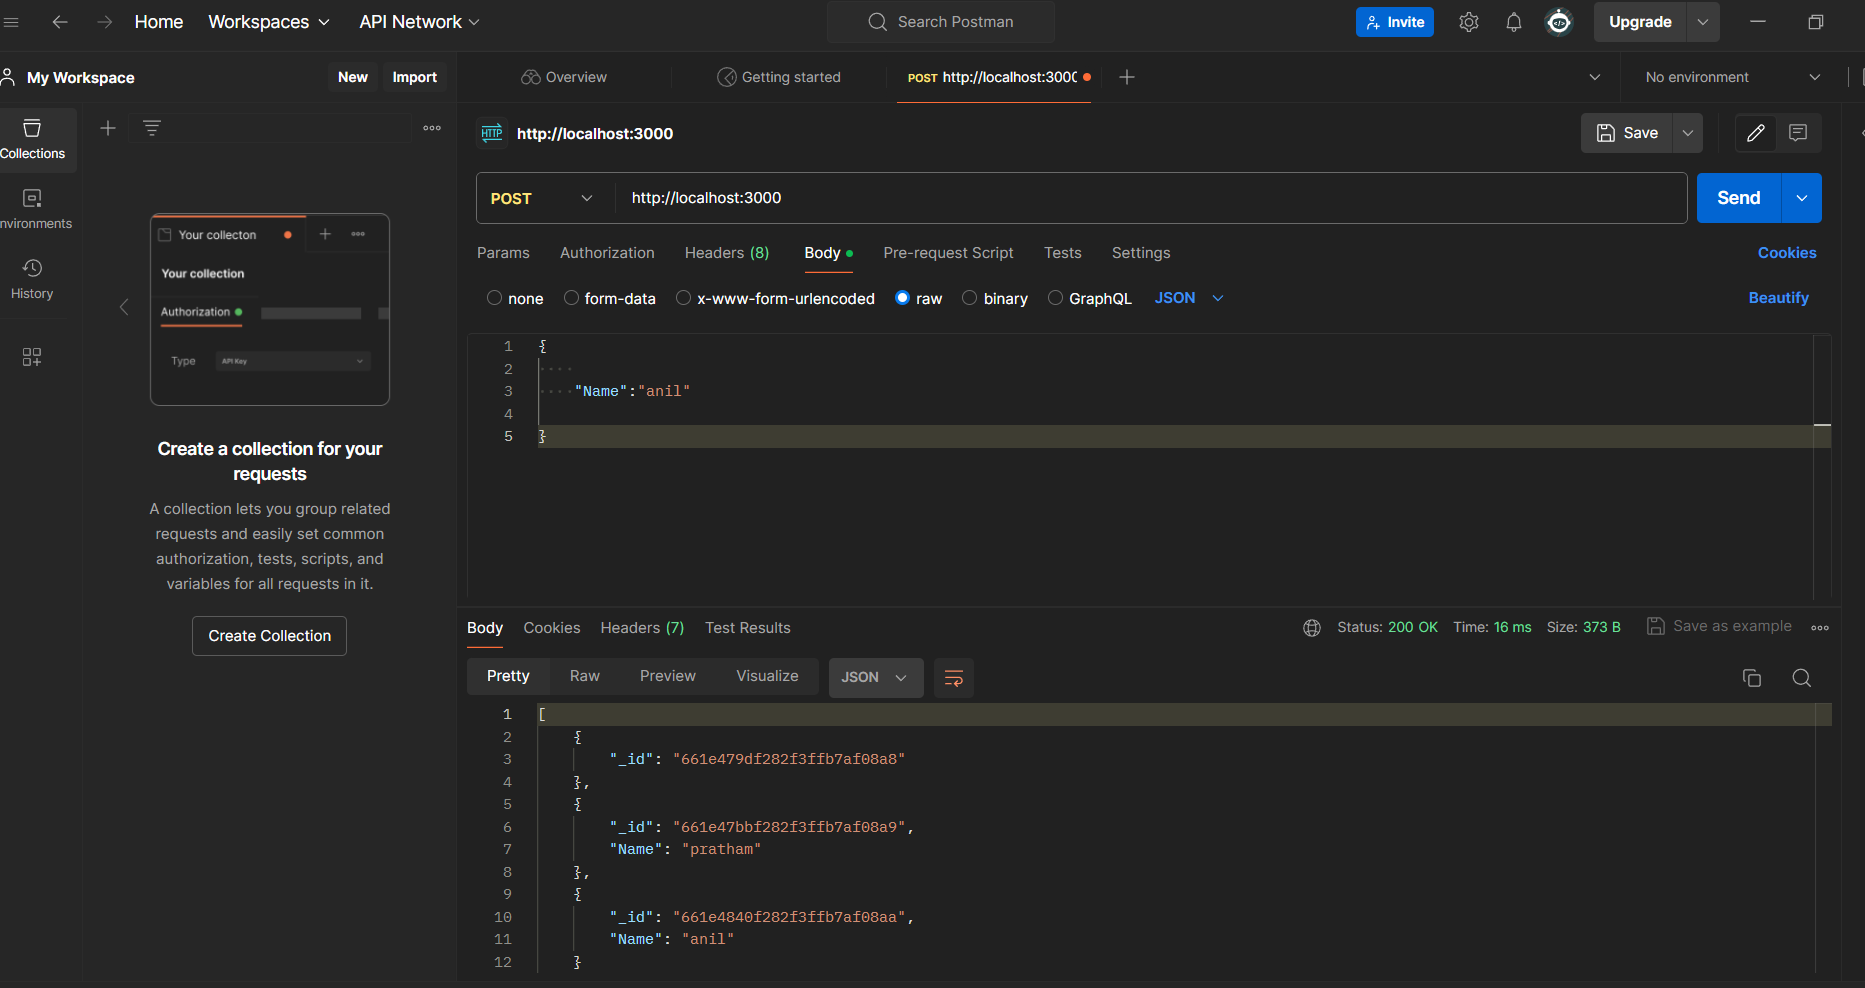 Home Workspaces API Network Search Postman Invite Upgrade
My Workspace New Import Overview Getting started POST http://localhost:300 No environment
Collections
nvironments
History
Your collecton
Your collection
Authorization
Type API Key
Create a collection for your
requests
A collection lets you group related
requests and easily set common
authorization, tests, scripts, and
variables for all requests in it.
Create Collection
HTTP http://localhost:3000 Save
POST http://localhost:3000 Send
Params Authorization Headers (8) Body Pre-request Script Tests Settings Cookies
none form-data x-www-form-urlencoded raw binary GraphQL JSON Beautify
1 {
2
3 "Name":"anil"
4
5 }
Body Cookies Headers (7) Test Results Status: 200 OK Time: 16 ms Size: 373 B Save as example
Pretty Raw Preview Visualize JSON
1 [
2 {
3 "_id": "661e479df282f3ffb7af08a8"
4 },
5 {
6 "_id": "661e47bbf282f3ffb7af08a9",
7 "Name": "pratham"
8 },
9 {
10 "_id": "661e4840f282f3ffb7af08aa",
11 "Name": "anil"
12 }